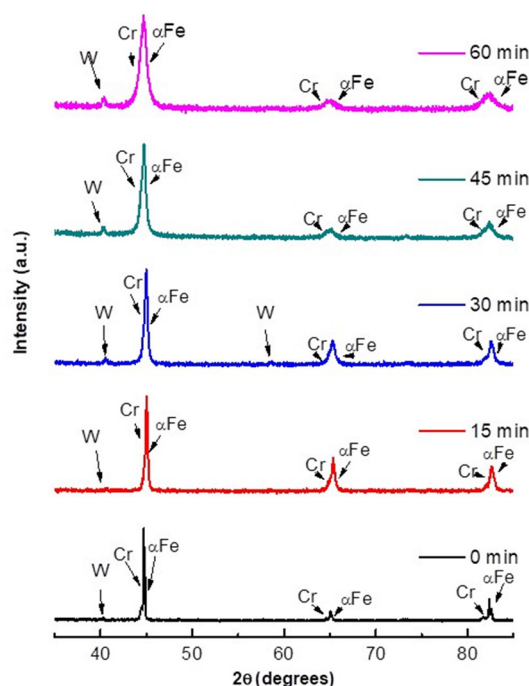 Cr αFe
60 min
W
Cr αFe
Cr αFe
45 min
Cr
αFe
W
Cr αFe
Cr αFe
30 min
Cr
αFe
W
W
Cr αFe
Cr αFe
15 min
Cr
αFe
W
Cr αFe
αFe
Cr
0 min
Cr αFe
W
Cr αFe
Cr αFe
Intensity (a.u.)
40 50 60 70 80
2θ (degrees)